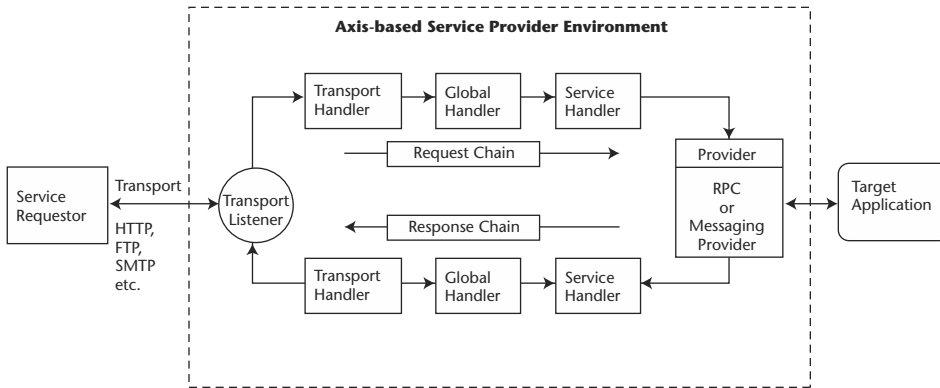 Axis-based Service Provider Environment
Transport
Handler
Global
Handler
Service
Handler
Request Chain
Provider
RPC
or
Messaging
Provider
Service
Requestor
Transport
HTTP,
FTP,
SMTP
etc.
Transport
Listener
Target
Application
Response Chain
Transport
Handler
Global
Handler
Service
Handler